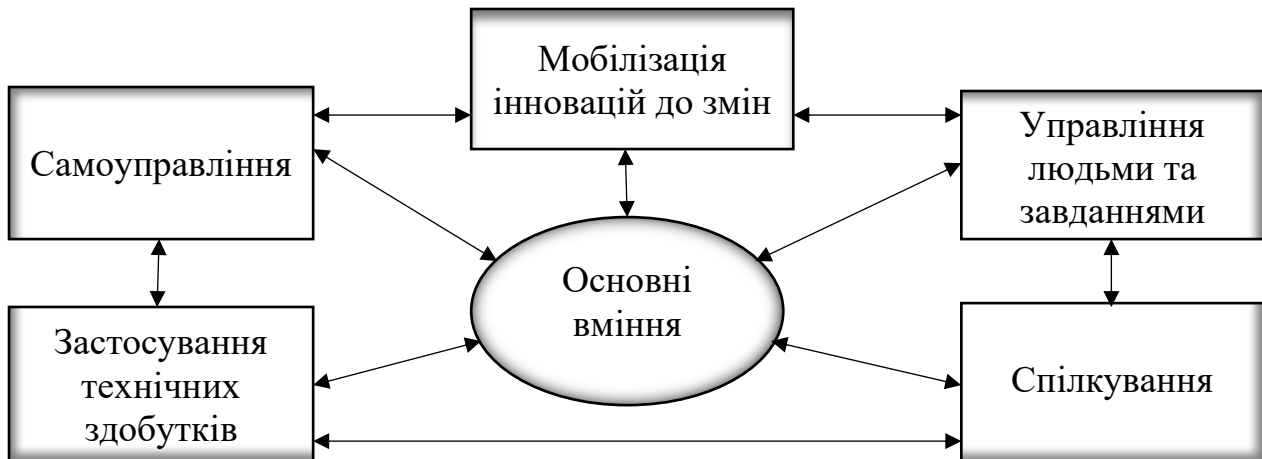 Мобілізація
інновацій до змін
Самоуправління
Управління
людьми та
завданнями
Основні
вміння
Застосування
технічних
здобутків
Спілкування